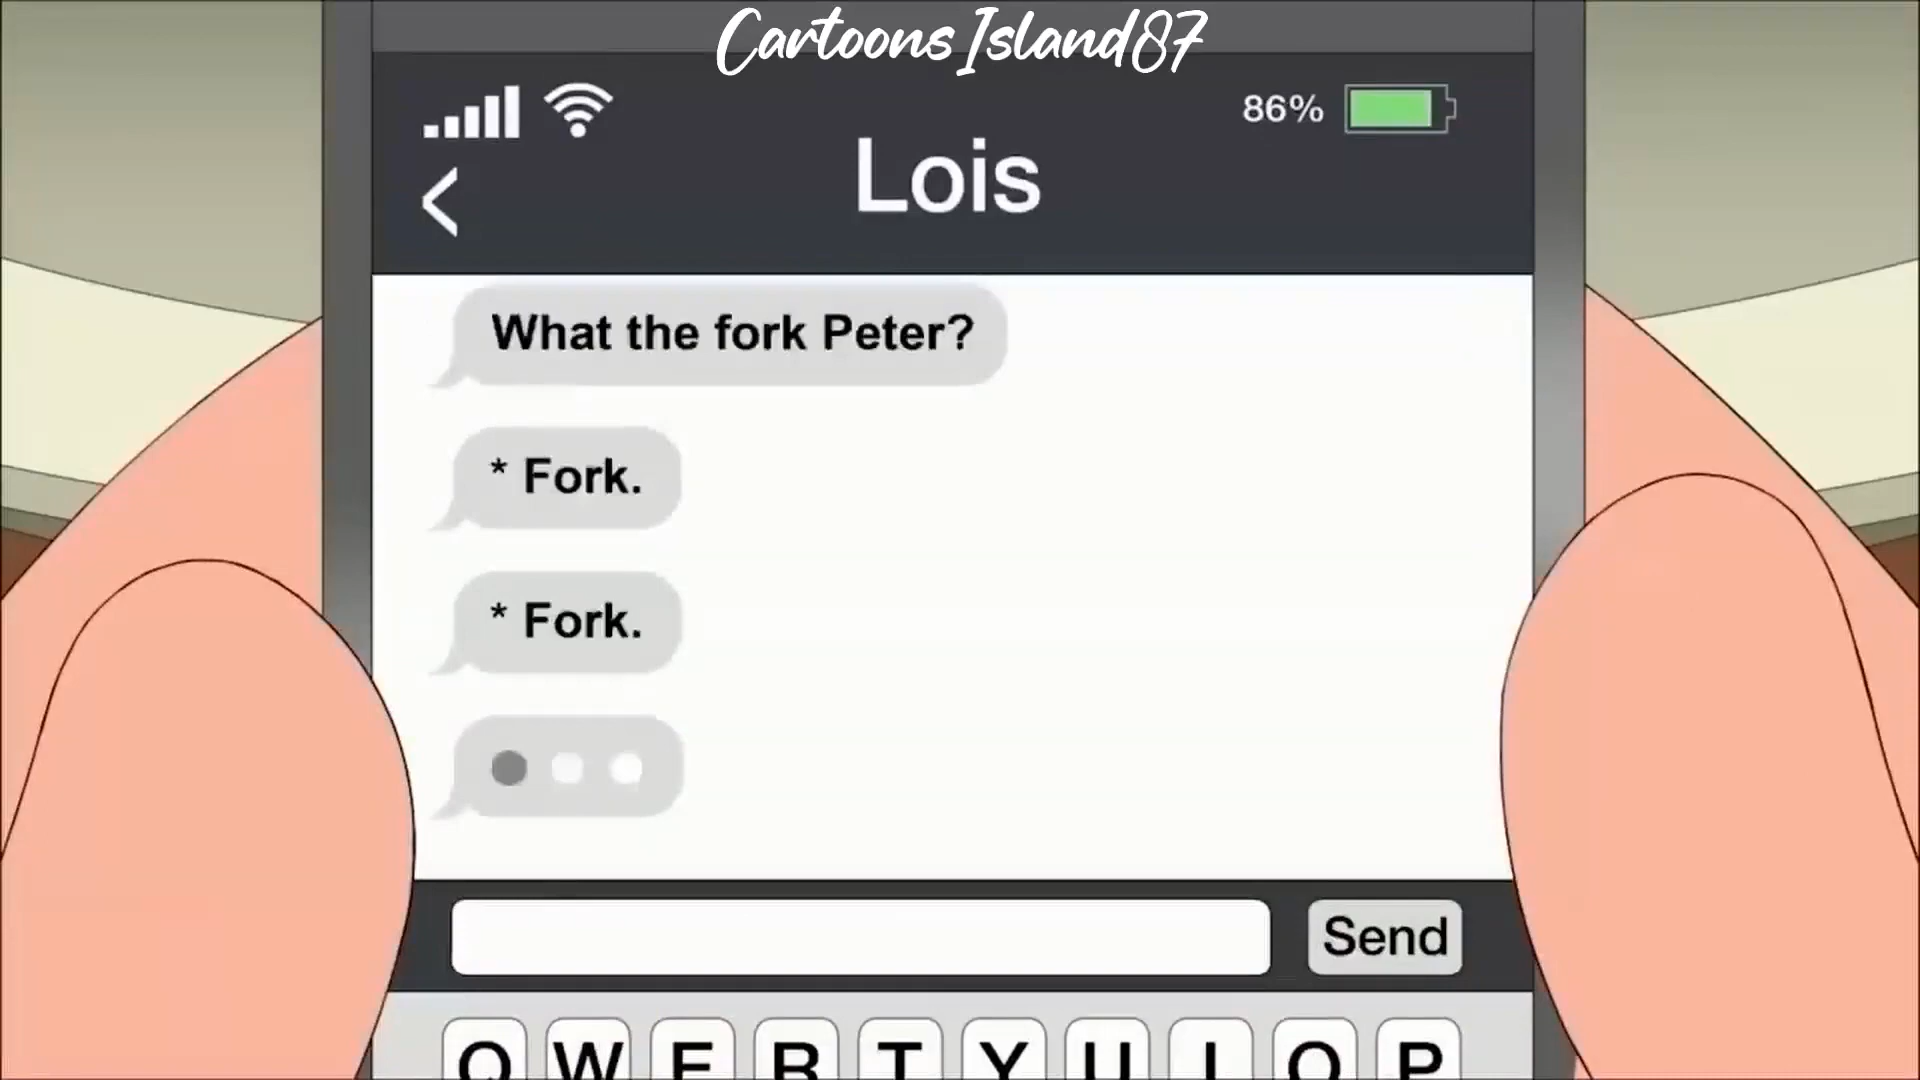 Cartoons Island87
86%
Lois
What the fork Peter?
* Fork.
* Fork.
Send
Q W E R T Y U I O P